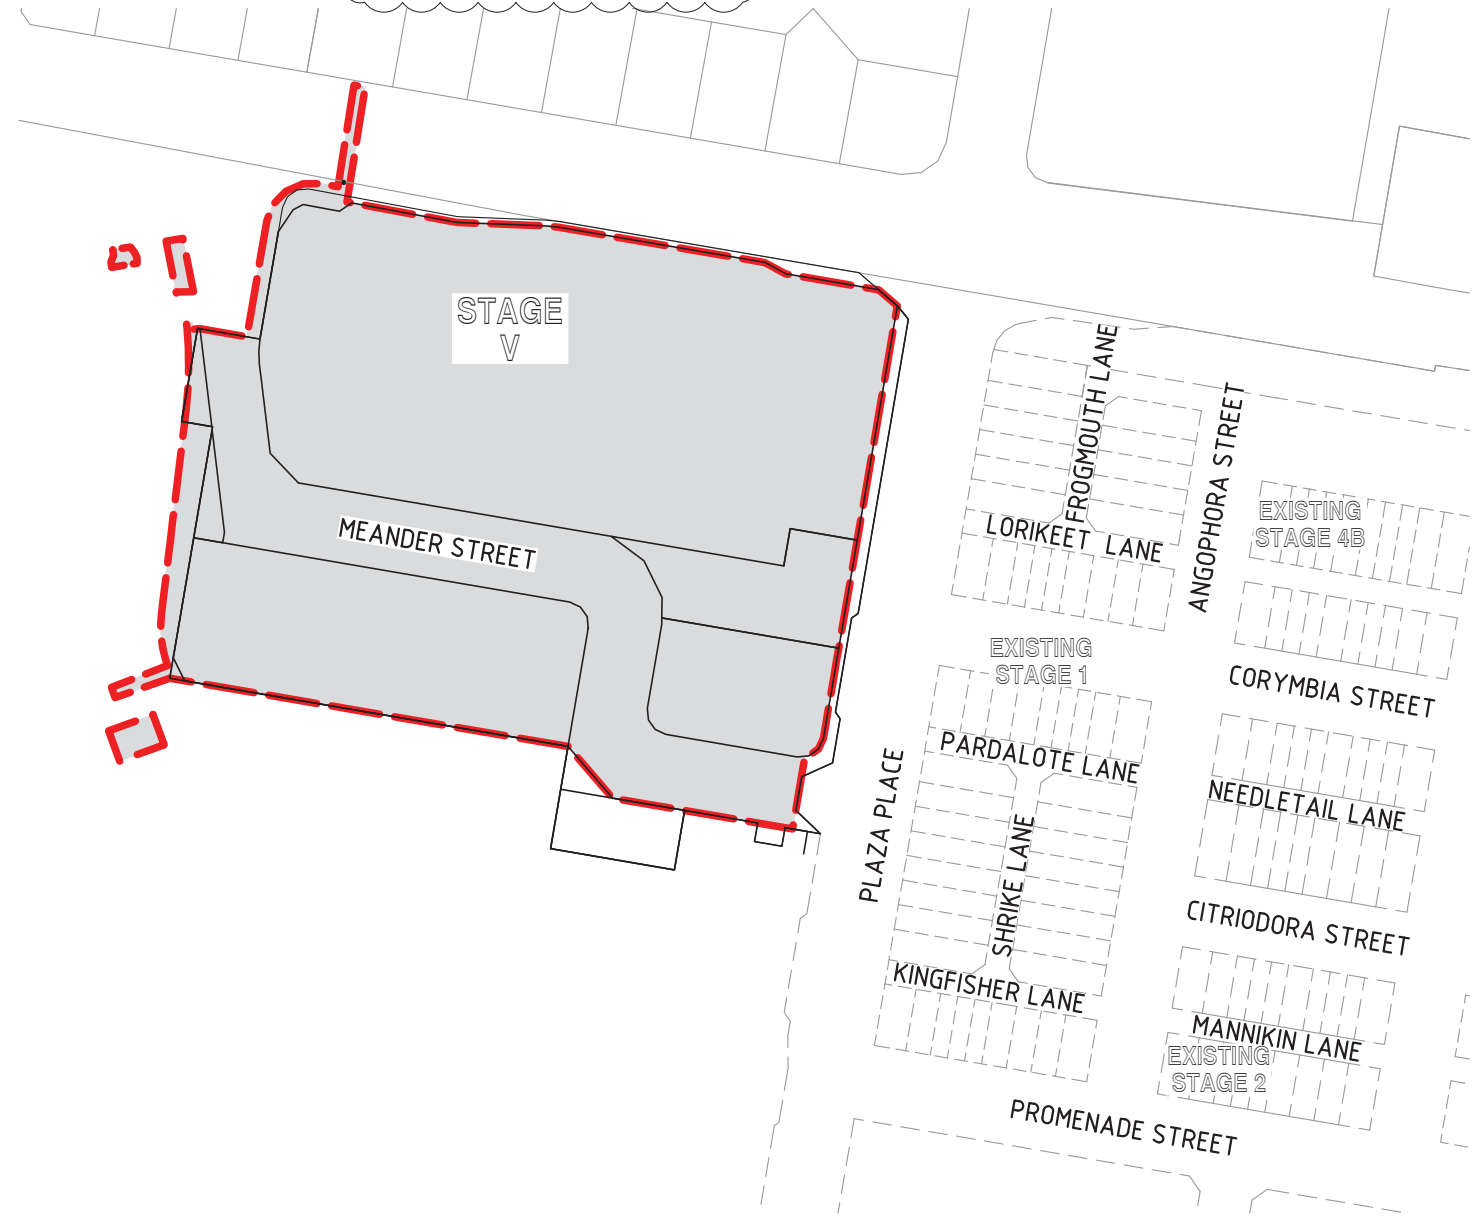 STAGE
V
FROGMOUTH LANE
ANGOPHORA STREET
EXISTING
STAGE 4B
MEANDER STREET
LORIKEET LANE
EXISTING
STAGE 1
CORYMBIA STREET
PARDALOTE LANE
PLAZA PLACE
NEEDLETAIL LANE
SHRIKE LANE
CITRIODORA STREET
KINGFISHER LANE
MANNIKIN LANE
EXISTING
STAGE 2
PROMENADE STREET